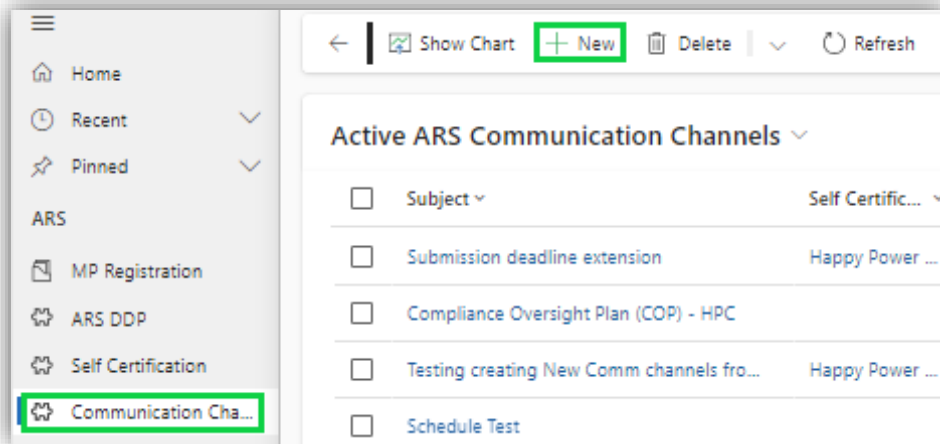 Home
Recent
Pinned
ARS
MP Registration
ARS DDP
Self Certification
Communication Cha...
Show Chart New Delete Refresh
Active ARS Communication Channels
Subject Self Certific...
Submission deadline extension Happy Power ...
Compliance Oversight Plan (COP) - HPC
Testing creating New Comm channels fro... Happy Power ...
Schedule Test